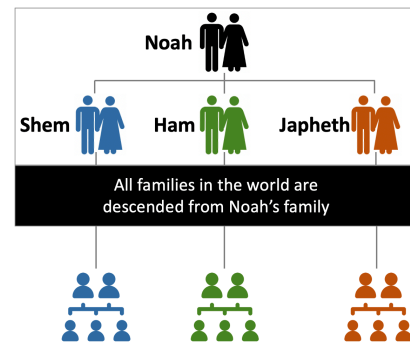 Noah
Shem
Ham
Japheth
All families in the world are
descended from Noah's family